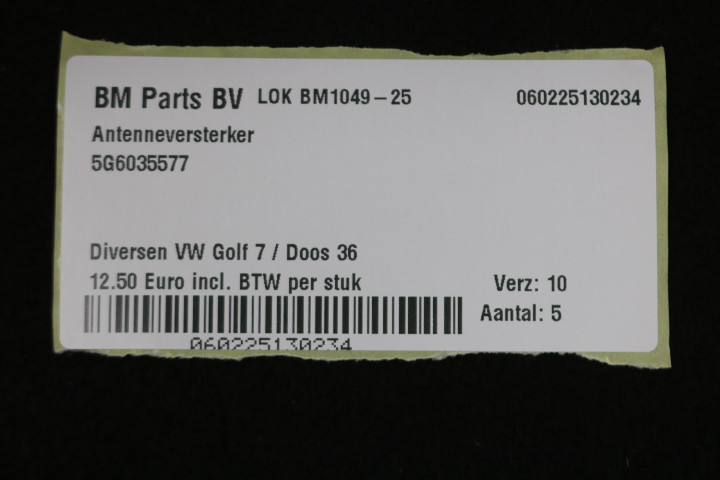 BM Parts BV LOK BM1049-25 060225130234
Antenneversterker
5G6035577
Diversen VW Golf 7 / Doos 36
12.50 Euro incl. BTW per stuk Verz: 10
Aantal: 5
060225130234